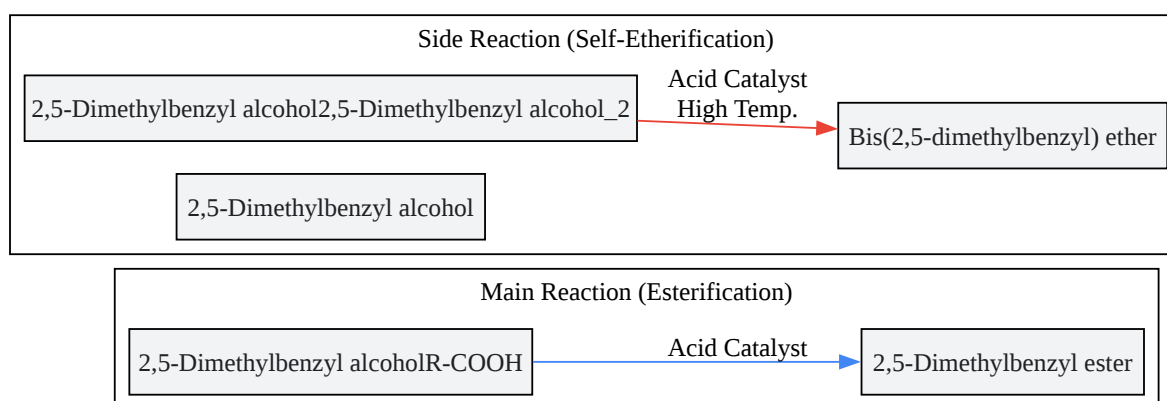 Side Reaction (Self-Etherification)
2,5-Dimethylbenzyl alcohol2,5-Dimethylbenzyl alcohol_2
Acid Catalyst
High Temp.
Bis(2,5-dimethylbenzyl) ether
2,5-Dimethylbenzyl alcohol
Main Reaction (Esterification)
2,5-Dimethylbenzyl alcoholR-COOH
Acid Catalyst
2,5-Dimethylbenzyl ester